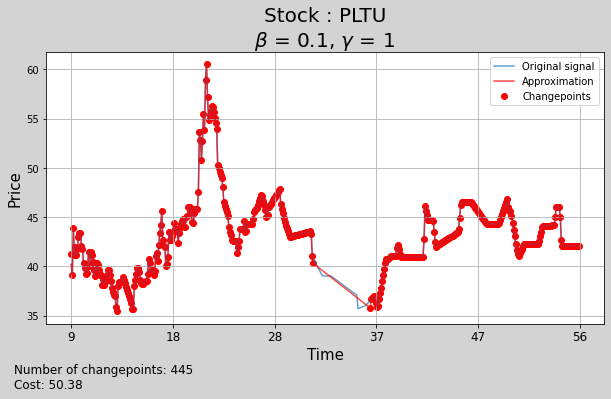 Stock : PLTU
β = 0.1, γ = 1
Original signal
Approximation
Changepoints
Price
60
55
50
45
40
35
9 18 28 37 47 56
Time
Number of changepoints: 445
Cost: 50.38